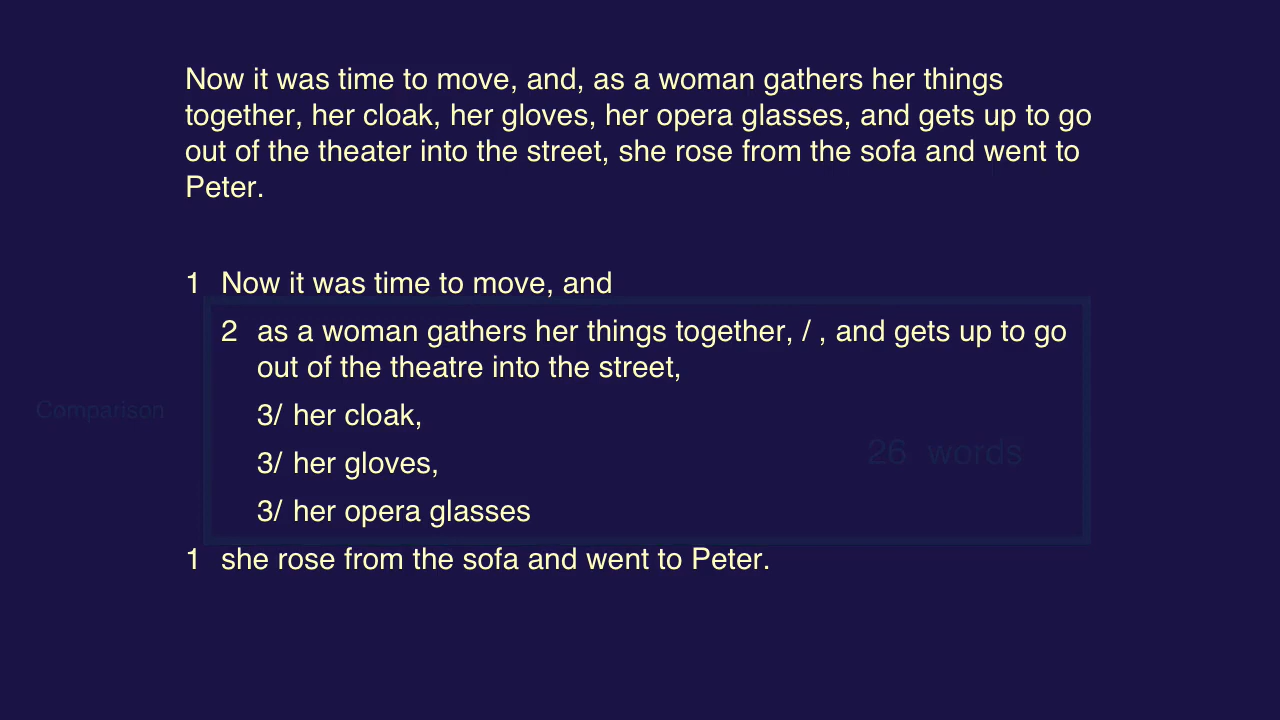 Now it was time to move, and, as a woman gathers her things
together, her cloak, her gloves, her opera glasses, and gets up to go
out of the theater into the street, she rose from the sofa and went to
Peter.
1 Now it was time to move, and
2 as a woman gathers her things together, / , and gets up to go
out of the theatre into the street,
3/ her cloak,
Comparison
3/ her gloves,
26 words
3/ her opera glasses
1 she rose from the sofa and went to Peter.